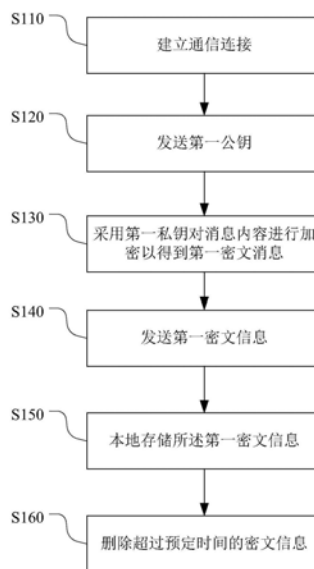 S110
建立通信连接
S120
发送第一公钥
S130
采用第一私钥对消息内容进行加
密以得到第一密文消息
S140
发送第一密文信息
S150
本地存储所述第一密文信息
S160
删除超过预定时间的密文信息